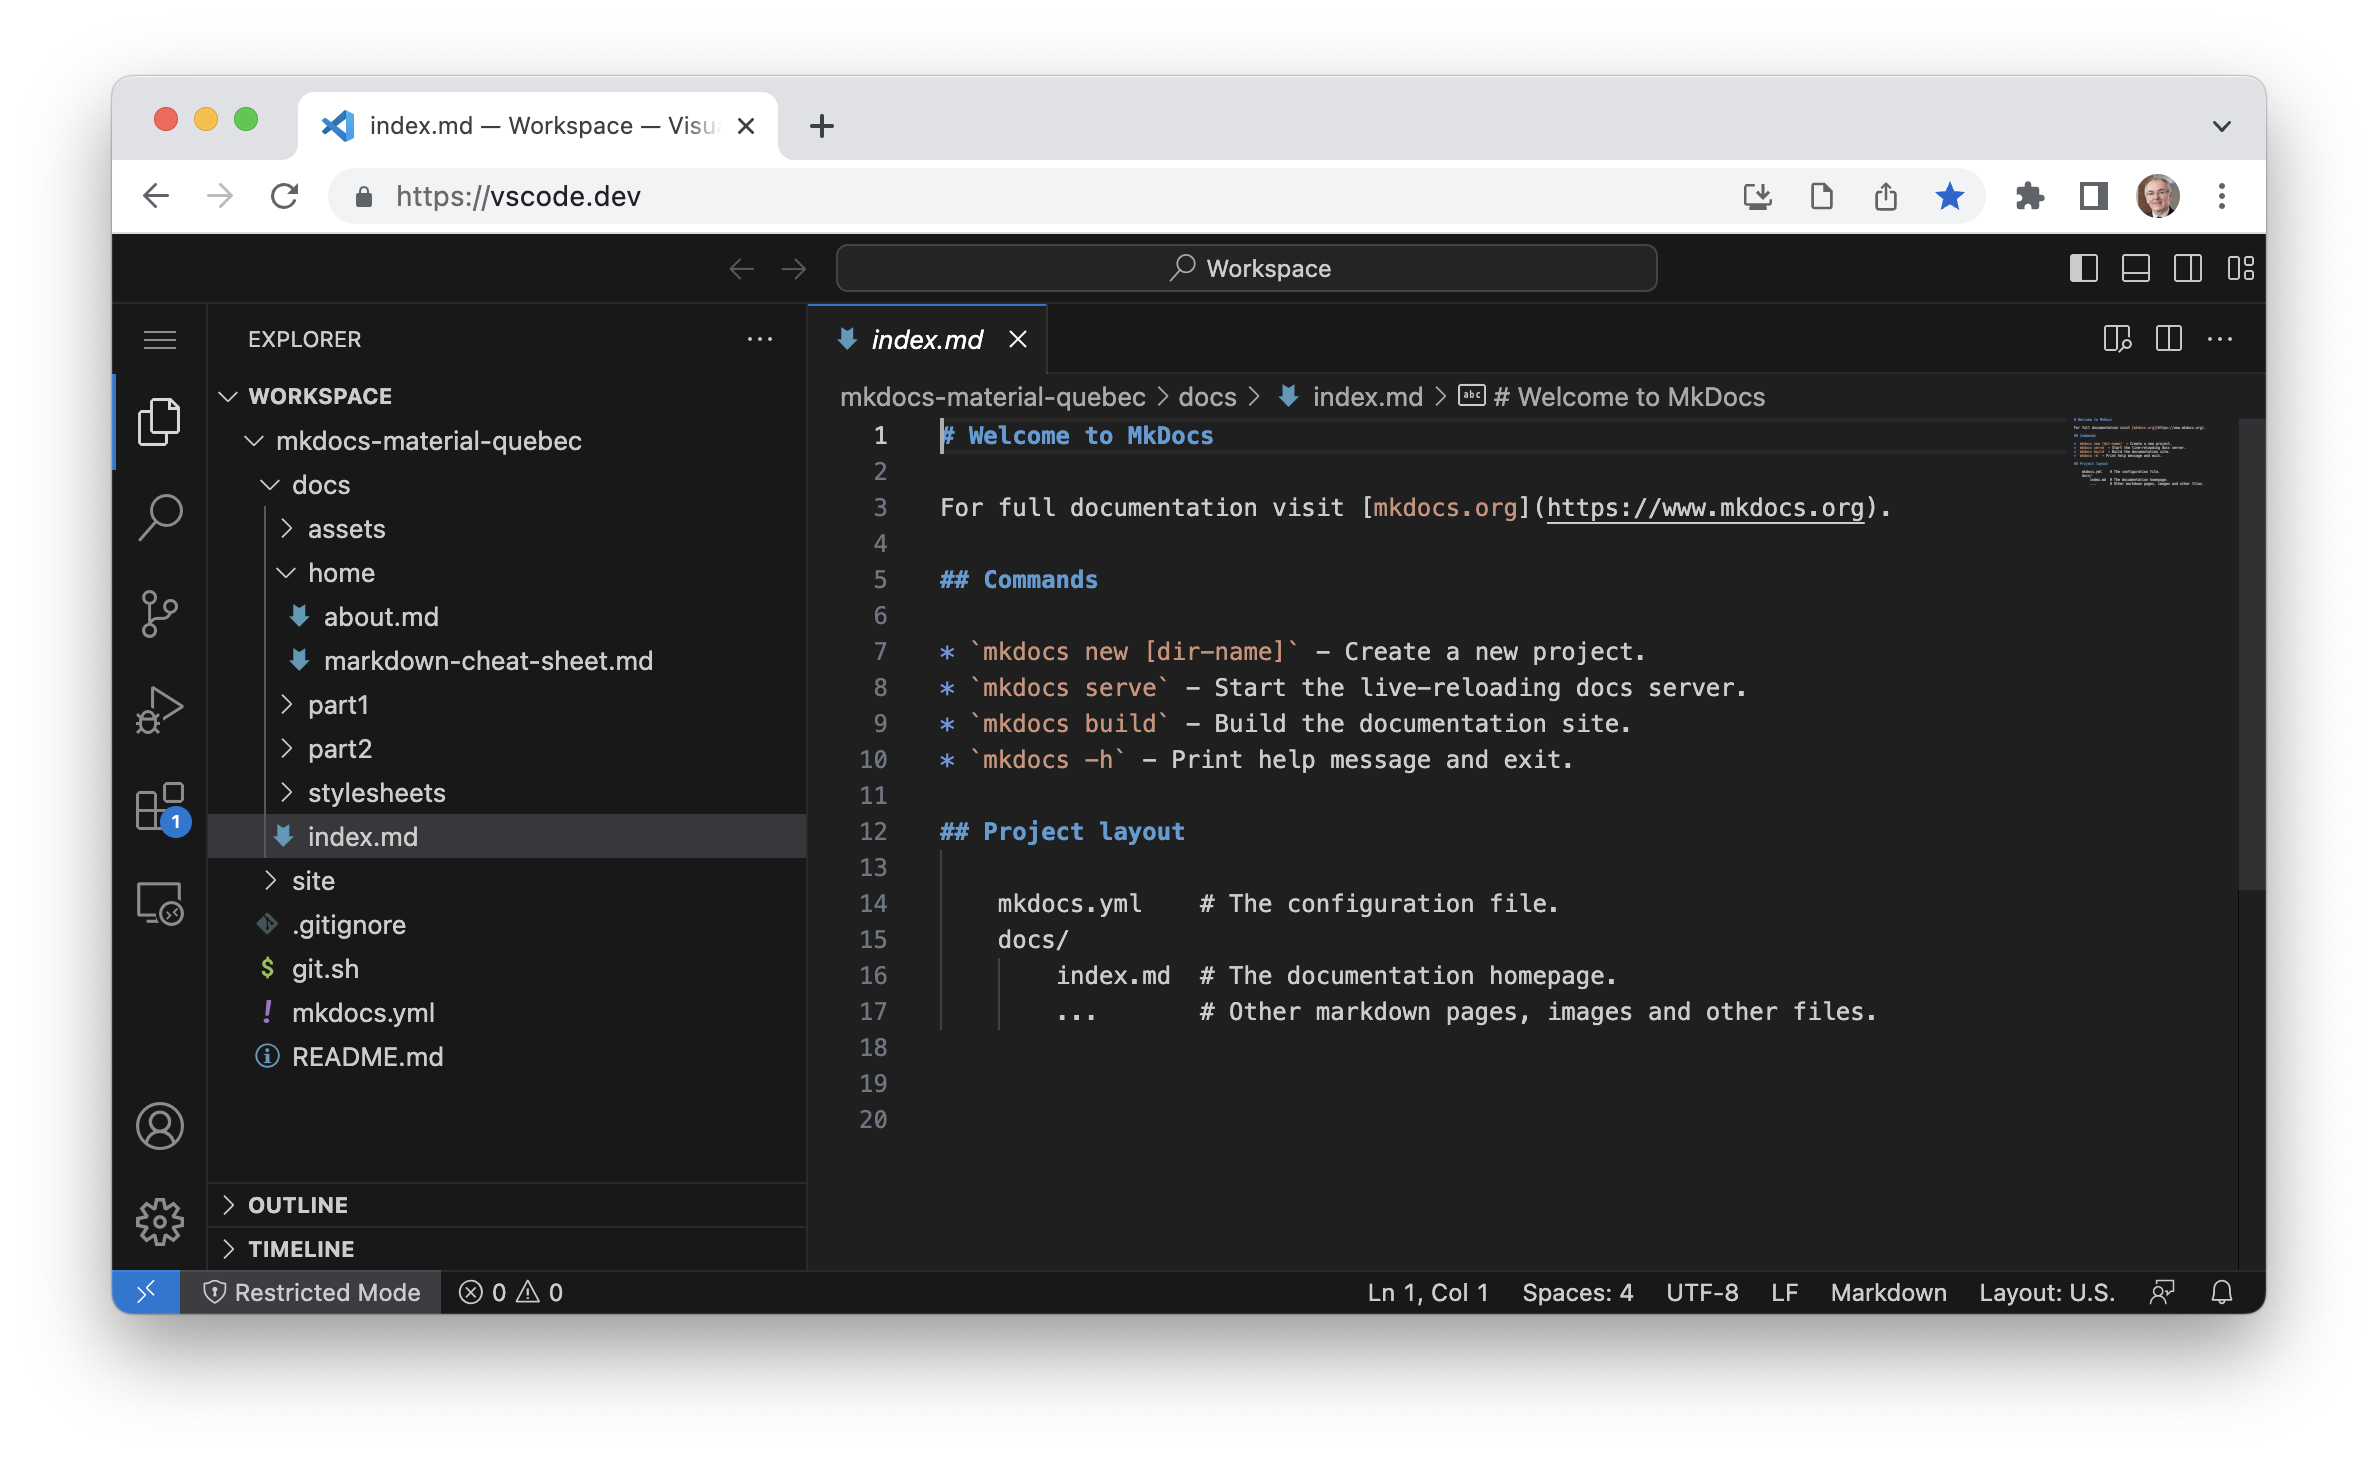 index.md — Workspace — Visu
https://vscode.dev
Workspace
EXPLORER
WORKSPACE
mkdocs-material-quebec
docs
assets
home
about.md
markdown-cheat-sheet.md
part1
part2
stylesheets
index.md
site
.gitignore
$ git.sh
! mkdocs.yml
README.md
OUTLINE
TIMELINE
1
index.md
mkdocs-material-quebec > docs > index.md > abc # Welcome to MkDocs
1 # Welcome to MkDocs
2
3 For full documentation visit [mkdocs.org](https://www.mkdocs.org).
4
5 ## Commands
6
7 * `mkdocs new [dir-name]` - Create a new project.
8 * `mkdocs serve` - Start the live-reloading docs server.
9 * `mkdocs build` - Build the documentation site.
10 * `mkdocs -h` - Print help message and exit.
11
12 ## Project layout
13
14 mkdocs.yml # The configuration file.
15 docs/
16 index.md # The documentation homepage.
17 ... # Other markdown pages, images and other files.
18
19
20
Restricted Mode 0 0 Ln 1, Col 1 Spaces: 4 UTF-8 LF Markdown Layout: U.S.